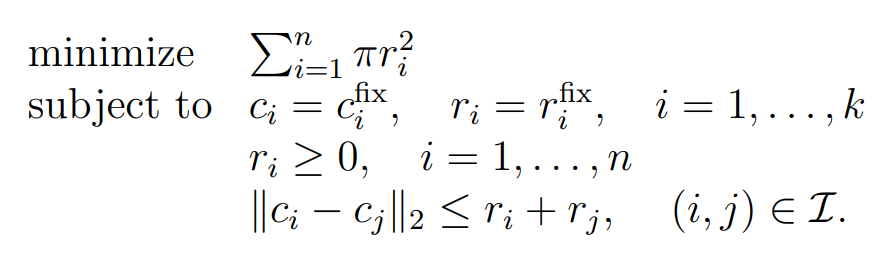 minimize $\sum_{i=1}^{n} \pi r_i^2$
subject to $c_i = c_i^{\text{fix}}, \quad r_i = r_i^{\text{fix}}, \quad i = 1, \ldots, k$
$r_i \geq 0, \quad i = 1, \ldots, n$
$\|c_i - c_j\|_2 \leq r_i + r_j, \quad (i, j) \in \mathcal{I}.$